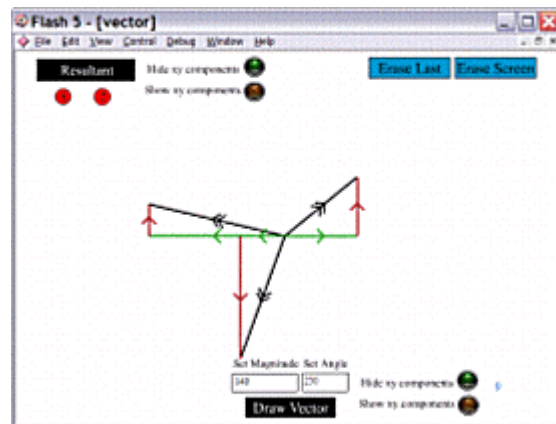 Flash 5 - [vector]
File Edit View Control Debug Window Help
Resultant
Hide xy components
Show xy components
Erase Last Erase Screen
Set Magnitude Set Angle
140
Draw Vector
Hide xy components
Show xy components